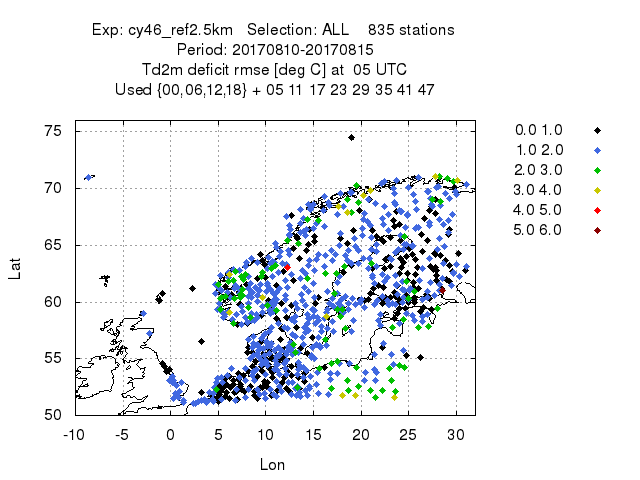 Exp: cy46_ref2.5km   Selection: ALL    835 stations
Period: 20170810-20170815
Td2m deficit rmse [deg C] at  05 UTC
Used {00,06,12,18} + 05 11 17 23 29 35 41 47
75
70
65
60
55
50
Lat
-10 -5 0 5 10 15 20 25 30
Lon
0.0 1.0
1.0 2.0
2.0 3.0
3.0 4.0
4.0 5.0
5.0 6.0